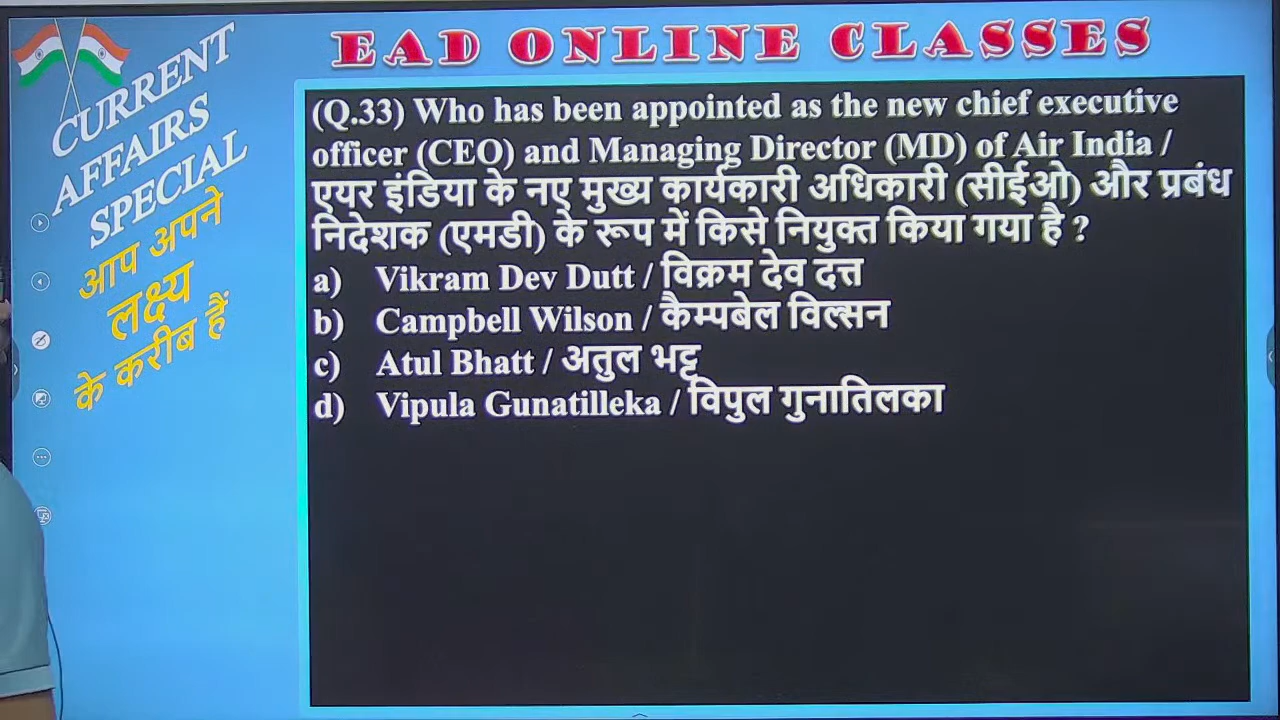 EAD ONLINE CLASSES
CURRENT
AFFAIRS
SPECIAL
आप अपने
लक्ष्य
के करीब हैं
(Q.33) Who has been appointed as the new chief executive
officer (CEO) and Managing Director (MD) of Air India /
एयर इंडिया के नए मुख्य कार्यकारी अधिकारी (सीईओ) और प्रबंध
निदेशक (एमडी) के रूप में किसे नियुक्त किया गया है ?
a) Vikram Dev Dutt / विक्रम देव दत्त
b) Campbell Wilson / कैम्पबेल विल्सन
c) Atul Bhatt / अतुल भट्ट
d) Vipula Gunatilleka / विपुल गुनातिलका